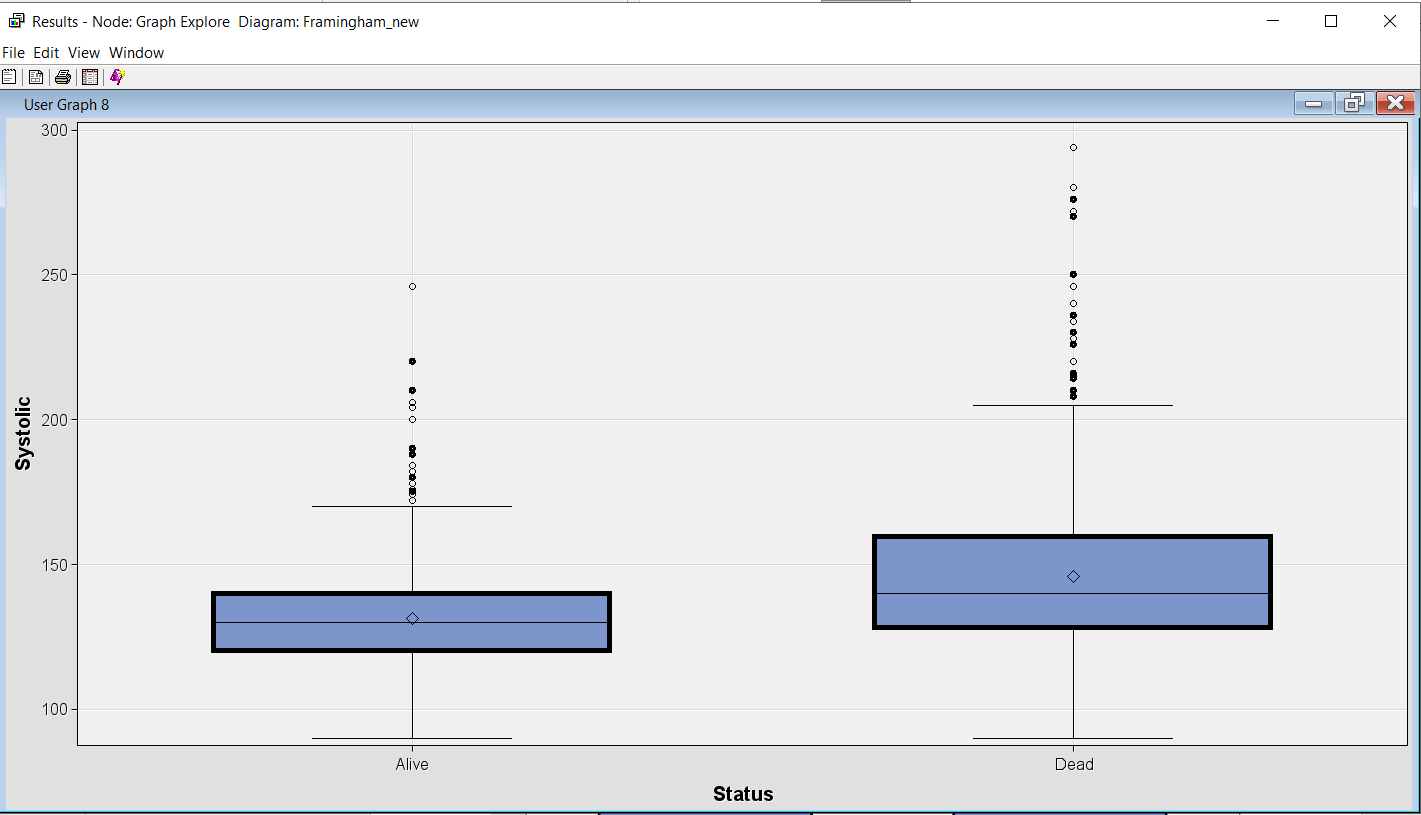 Results - Node: Graph Explore  Diagram: Framingham_new
File  Edit  View  Window
User Graph 8
300
250
200
150
100
Systolic
Alive
Dead
Status